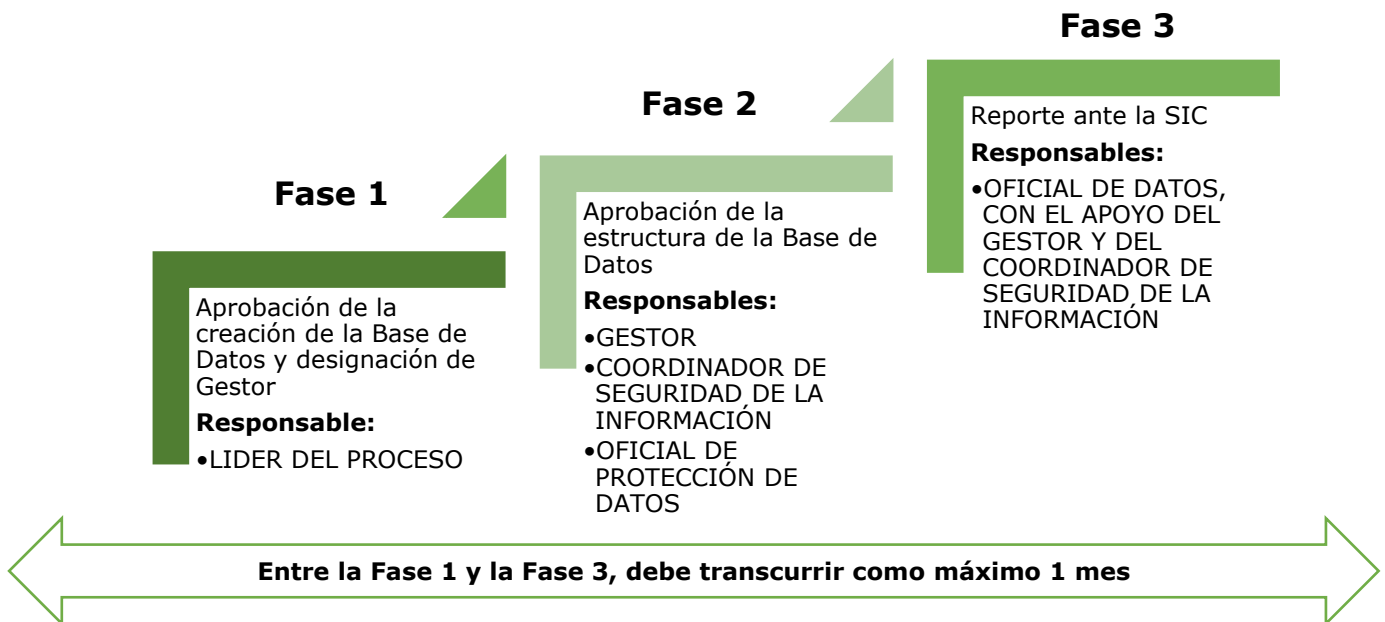 Fase 1
Aprobación de la
creación de la Base de
Datos y designación de
Gestor
Responsable:
•LIDER DEL PROCESO
Fase 2
Aprobación de la
estructura de la Base de
Datos
Responsables:
•GESTOR
•COORDINADOR DE
SEGURIDAD DE LA
INFORMACIÓN
•OFICIAL DE
PROTECCIÓN DE
DATOS
Fase 3
Reporte ante la SIC
Responsables:
•OFICIAL DE DATOS,
CON EL APOYO DEL
GESTOR Y DEL
COORDINADOR DE
SEGURIDAD DE LA
INFORMACIÓN
Entre la Fase 1 y la Fase 3, debe transcurrir como máximo 1 mes